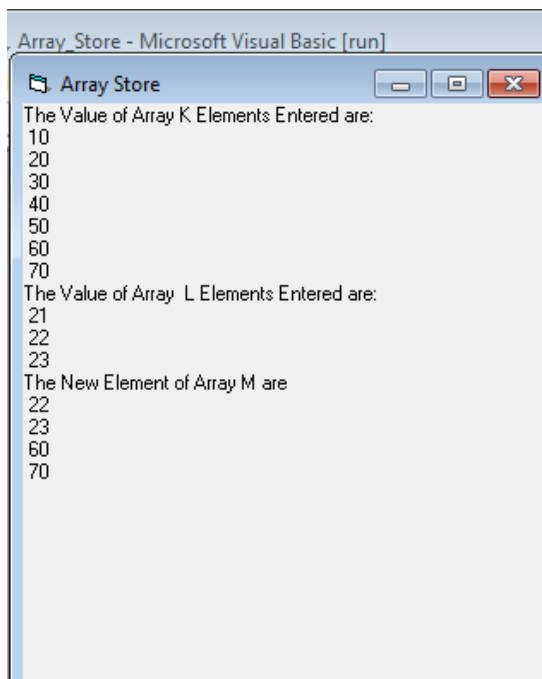 Array_Store - Microsoft Visual Basic [run]
Array Store
The Value of Array K Elements Entered are:
10
20
30
40
50
60
70
The Value of Array  L Elements Entered are:
21
22
23
The New Element of Array M are
22
23
60
70